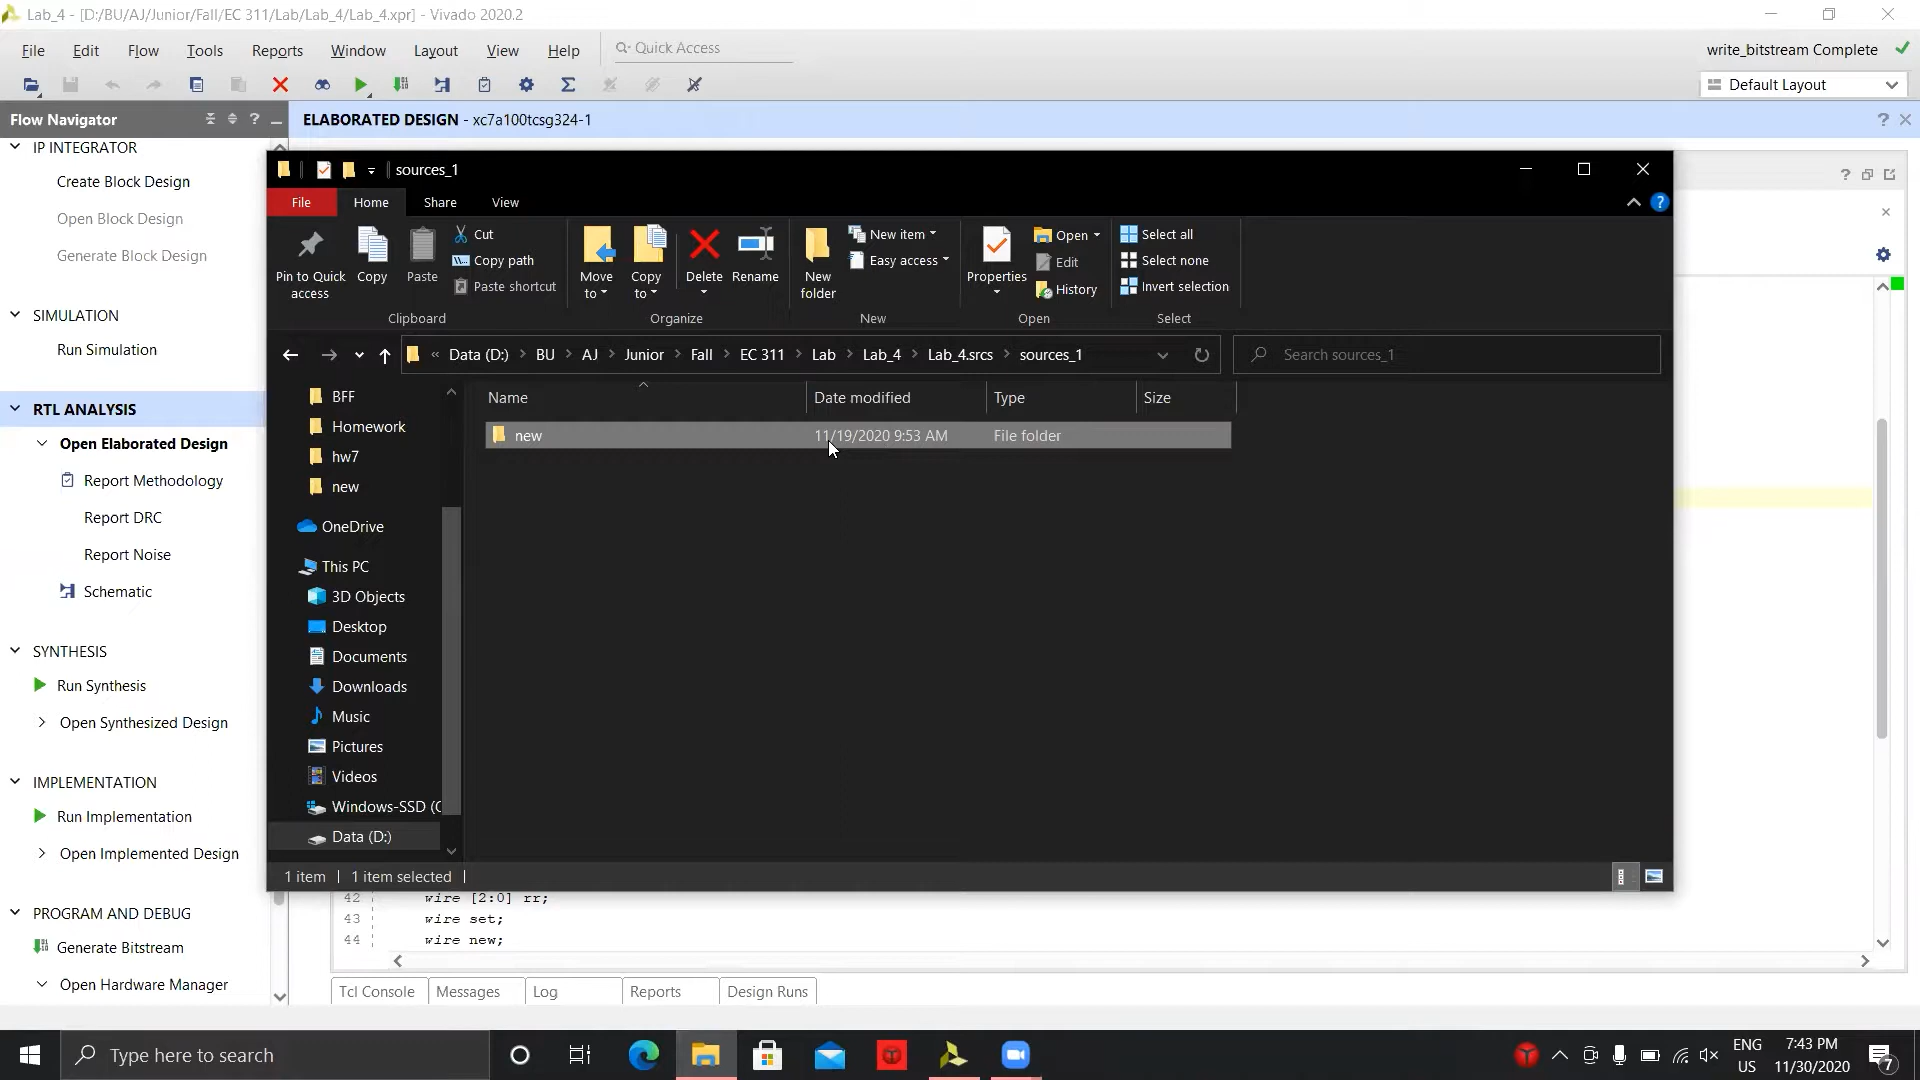 Lab_4 - [D:/BU/AJ/Junior/Fall/EC 311/Lab/Lab_4/Lab_4.xpr] - Vivado 2020.2
File Edit Flow Tools Reports Window Layout View Help Quick Access
write_bitstream Complete
Default Layout
Flow Navigator
ELABORATED DESIGN - xc7a100tcsg324-1
IP INTEGRATOR
Create Block Design
Open Block Design
Generate Block Design
SIMULATION
Run Simulation
RTL ANALYSIS
Open Elaborated Design
Report Methodology
Report DRC
Report Noise
Schematic
SYNTHESIS
Run Synthesis
Open Synthesized Design
IMPLEMENTATION
Run Implementation
Open Implemented Design
PROGRAM AND DEBUG
Generate Bitstream
Open Hardware Manager
sources_1
File Home Share View
Pin to Quick access
Copy
Paste
Cut
Copy path
Paste shortcut
Clipboard
Move to
Copy to
Delete
Rename
Organize
New folder
New item
Easy access
New
Properties
Open
Edit
History
Open
Select all
Select none
Invert selection
Select
« Data (D:) BU AJ Junior Fall EC 311 Lab Lab_4 Lab_4.srcs sources_1
Search sources_1
BFF
Homework
hw7
new
OneDrive
This PC
3D Objects
Desktop
Documents
Downloads
Music
Pictures
Videos
Windows-SSD (C
Data (D:)
Name Date modified Type Size
new 11/19/2020 9:53 AM File folder
1 item 1 item selected
42 wire [2:0] rr;
43 wire set;
44 wire new;
Tcl Console Messages Log Reports Design Runs
Type here to search
ENG
US
7:43 PM
11/30/2020
7